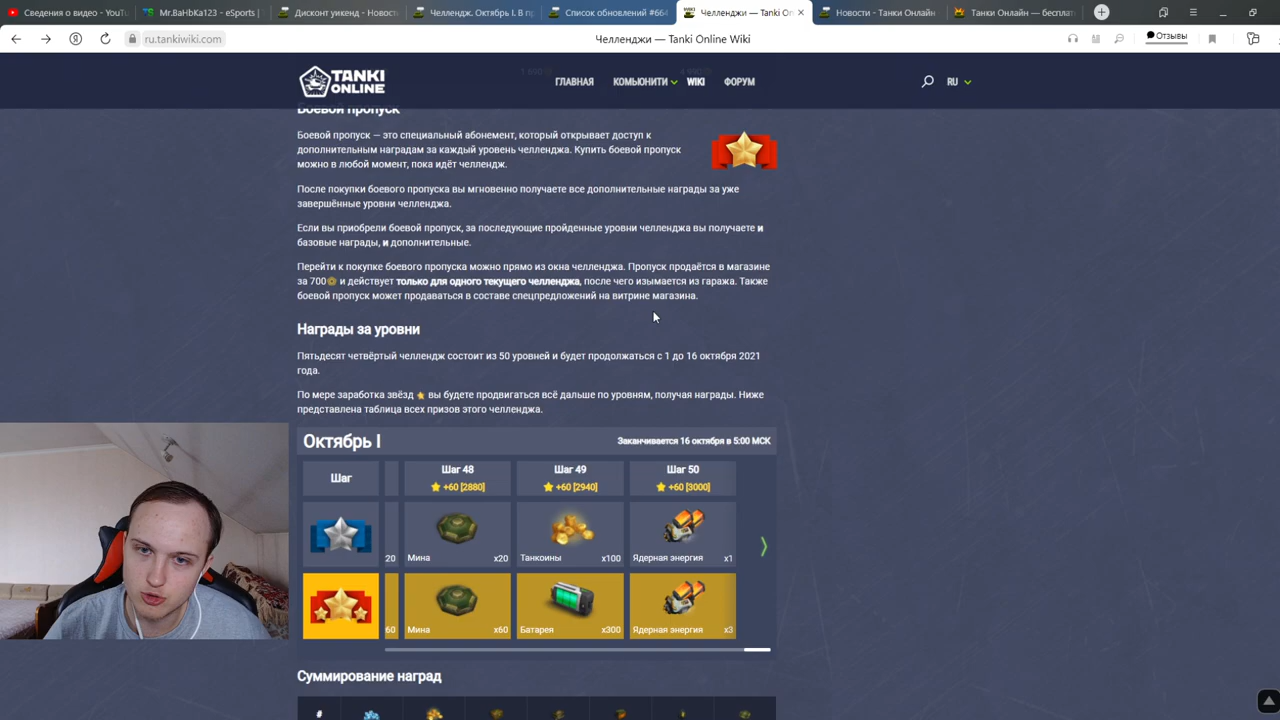 Сведения о видео - YouTu
Mr.BaHbKa123 - eSports |
Дисконт уикенд - Новост
Челлендж. Октябрь I. В п
Список обновлений #664
Челленджи — Tanki On
Новости - Танки Онлайн
Танки Онлайн — бесплат
ru.tankiwiki.com
Челленджи — Tanki Online Wiki
Отзывы
TANKI ONLINE
ГЛАВНАЯ
КОМЬЮНИТИ
WIKI
ФОРУМ
RU
Боевой пропуск
Боевой пропуск — это специальный абонемент, который открывает доступ к
дополнительным наградам за каждый уровень челленджа. Купить боевой пропуск
можно в любой момент, пока идёт челлендж.
После покупки боевого пропуска вы мгновенно получаете все дополнительные награды за уже
завершённые уровни челленджа.
Если вы приобрели боевой пропуск, за последующие пройденные уровни челленджа вы получаете и
базовые награды, и дополнительные.
Перейти к покупке боевого пропуска можно прямо из окна челленджа. Пропуск продаётся в магазине
за 700 и действует только для одного текущего челленджа, после чего изымается из гаража. Также
боевой пропуск может продаваться в составе спецпредложений на витрине магазина.
Награды за уровни
Пятьдесят четвёртый челлендж состоит из 50 уровней и будет продолжаться с 1 до 16 октября 2021
года.
По мере заработка звёзд вы будете продвигаться всё дальше по уровням, получая награды. Ниже
представлена таблица всех призов этого челленджа.
Октябрь I
Заканчивается 16 октября в 5:00 МСК
Шаг
Шаг 48
+60 [2880]
Шаг 49
+60 [2940]
Шаг 50
+60 [3000]
20
Мина x20
Танкоины x100
Ядерная энергия x1
60
Мина x60
Батарея x300
Ядерная энергия x3
Суммирование наград
#